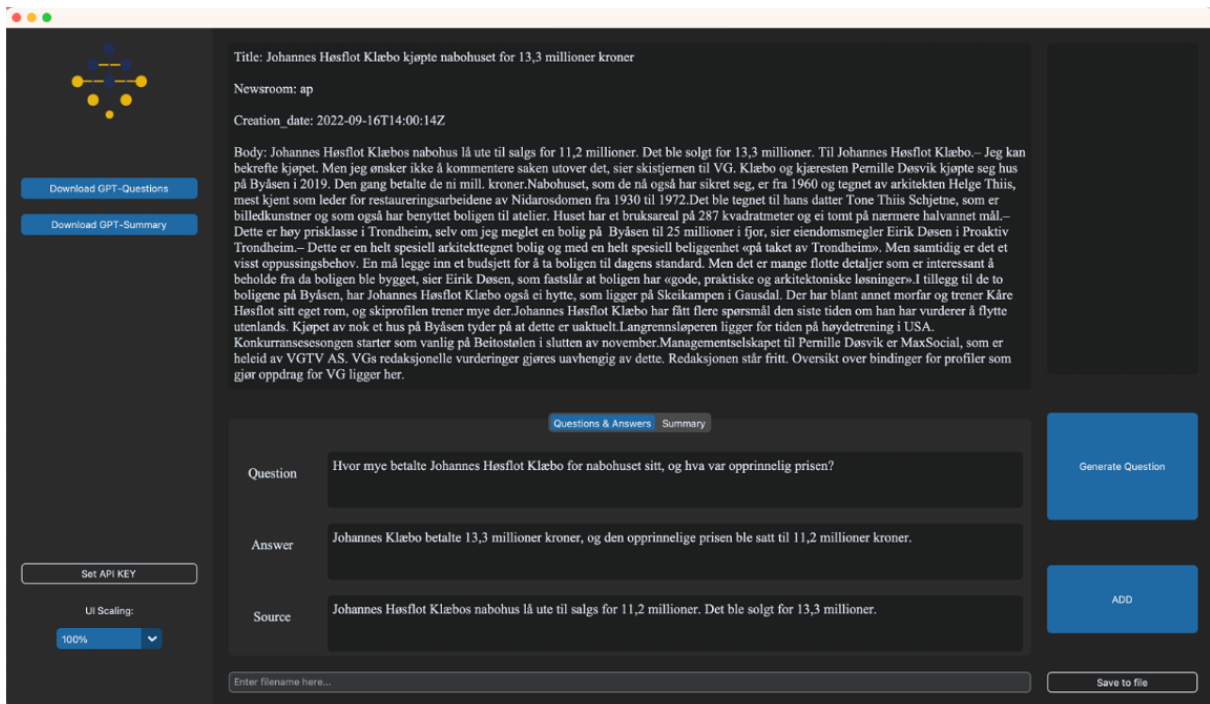 Title: Johannes Høsflot Klæbo kjøpte nabohuset for 13,3 millioner kroner
Newsroom: ap
Creation_date: 2022-09-16T14:00:14Z
Body: Johannes Høsflot Klæbos nabohus lå ute til salgs for 11,2 millioner. Det ble solgt for 13,3 millioner. Til Johannes Høsflot Klæbo.– Jeg kan
bekrefte kjøpet. Men jeg ønsker ikke å kommentere saken utover det, sier skistjernen til VG. Klæbo og kjæresten Pernille Døsvik kjøpte seg hus
på Byåsen i 2019. Den gang betalte de ni mill. kroner.Nabohuset, som de nå også har sikret seg, er fra 1960 og tegnet av arkitekten Helge Thiis,
mest kjent som leder for restaureringsarbeidene av Nidarosdomen fra 1930 til 1972.Det ble tegnet til hans datter Tone Thiis Schjetne, som er
billedkunstner og som også har benyttet boligen til atelier. Huset har et bruksareal på 287 kvadratmeter og ei tomt på nærmere halvannet mål.–
Dette er høy prisklasse i Trondheim, selv om jeg meglet en bolig på  Byåsen til 25 millioner i fjor, sier eiendomsmegler Eirik Døsen i Proaktiv
Trondheim.– Dette er en helt spesiell arkitekttegnet bolig og med en helt spesiell beliggenhet «på taket av Trondheim». Men samtidig er det et
visst oppussingsbehov. En må legge inn et budsjett for å ta boligen til dagens standard. Men det er mange flotte detaljer som er interessant å
beholde fra da boligen ble bygget, sier Eirik Døsen, som fastslår at boligen har «gode, praktiske og arkitektoniske løsninger».I tillegg til de to
boligene på Byåsen, har Johannes Høsflot Klæbo også ei hytte, som ligger på Skeikampen i Gausdal. Der har blant annet morfar og trener Kåre
Høsflot sitt eget rom, og skiprofilen trener mye der.Johannes Høsflot Klæbo har fått flere spørsmål den siste tiden om han har vurderer å flytte
utenlands. Kjøpet av nok et hus på Byåsen tyder på at dette er uaktuelt.Langrennsløperen ligger for tiden på høydetrening i USA.
Konkurransesesongen starter som vanlig på Beitostølen i slutten av november.Managementselskapet til Pernille Døsvik er MaxSocial, som er
heleid av VGTV AS. VGs redaksjonelle vurderinger gjøres uavhengig av dette. Redaksjonen står fritt. Oversikt over bindinger for profiler som
gjør oppdrag for VG ligger her.
Download GPT-Questions
Download GPT-Summary
Questions & Answers Summary
Question
Hvor mye betalte Johannes Høsflot Klæbo for nabohuset sitt, og hva var opprinnelig prisen?
Generate Question
Answer
Johannes Klæbo betalte 13,3 millioner kroner, og den opprinnelige prisen ble satt til 11,2 millioner kroner.
Set API KEY
UI Scaling:
100%
Source
Johannes Høsflot Klæbos nabohus lå ute til salgs for 11,2 millioner. Det ble solgt for 13,3 millioner.
ADD
Enter filename here...
Save to file